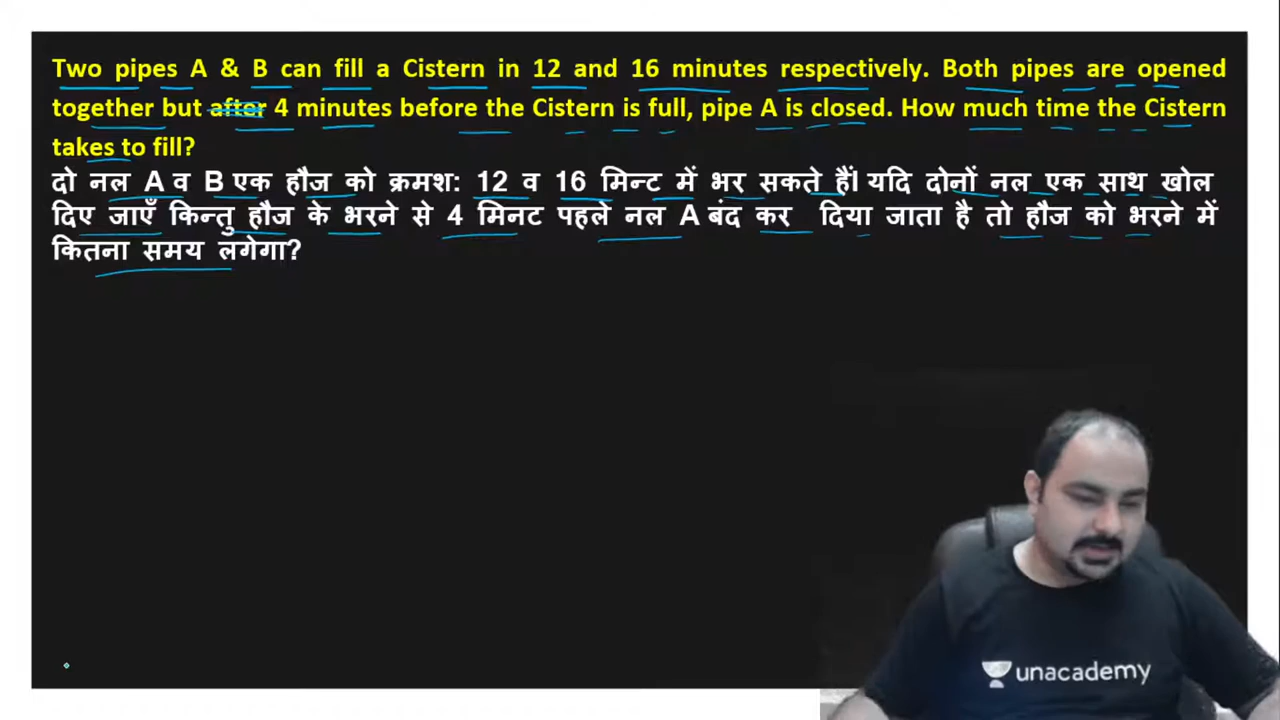 Two pipes A & B can fill a Cistern in 12 and 16 minutes respectively. Both pipes are opened
together but after 4 minutes before the Cistern is full, pipe A is closed. How much time the Cistern
takes to fill?
दो नल A व B एक हौज को क्रमश: 12 व 16 मिन्ट में भर सकते हैं। यदि दोनों नल एक साथ खोल
दिए जाएँ किन्तु हौज के भरने से 4 मिनट पहले नल A बंद कर दिया जाता है तो हौज को भरने में
कितना समय लगेगा?
unacademy